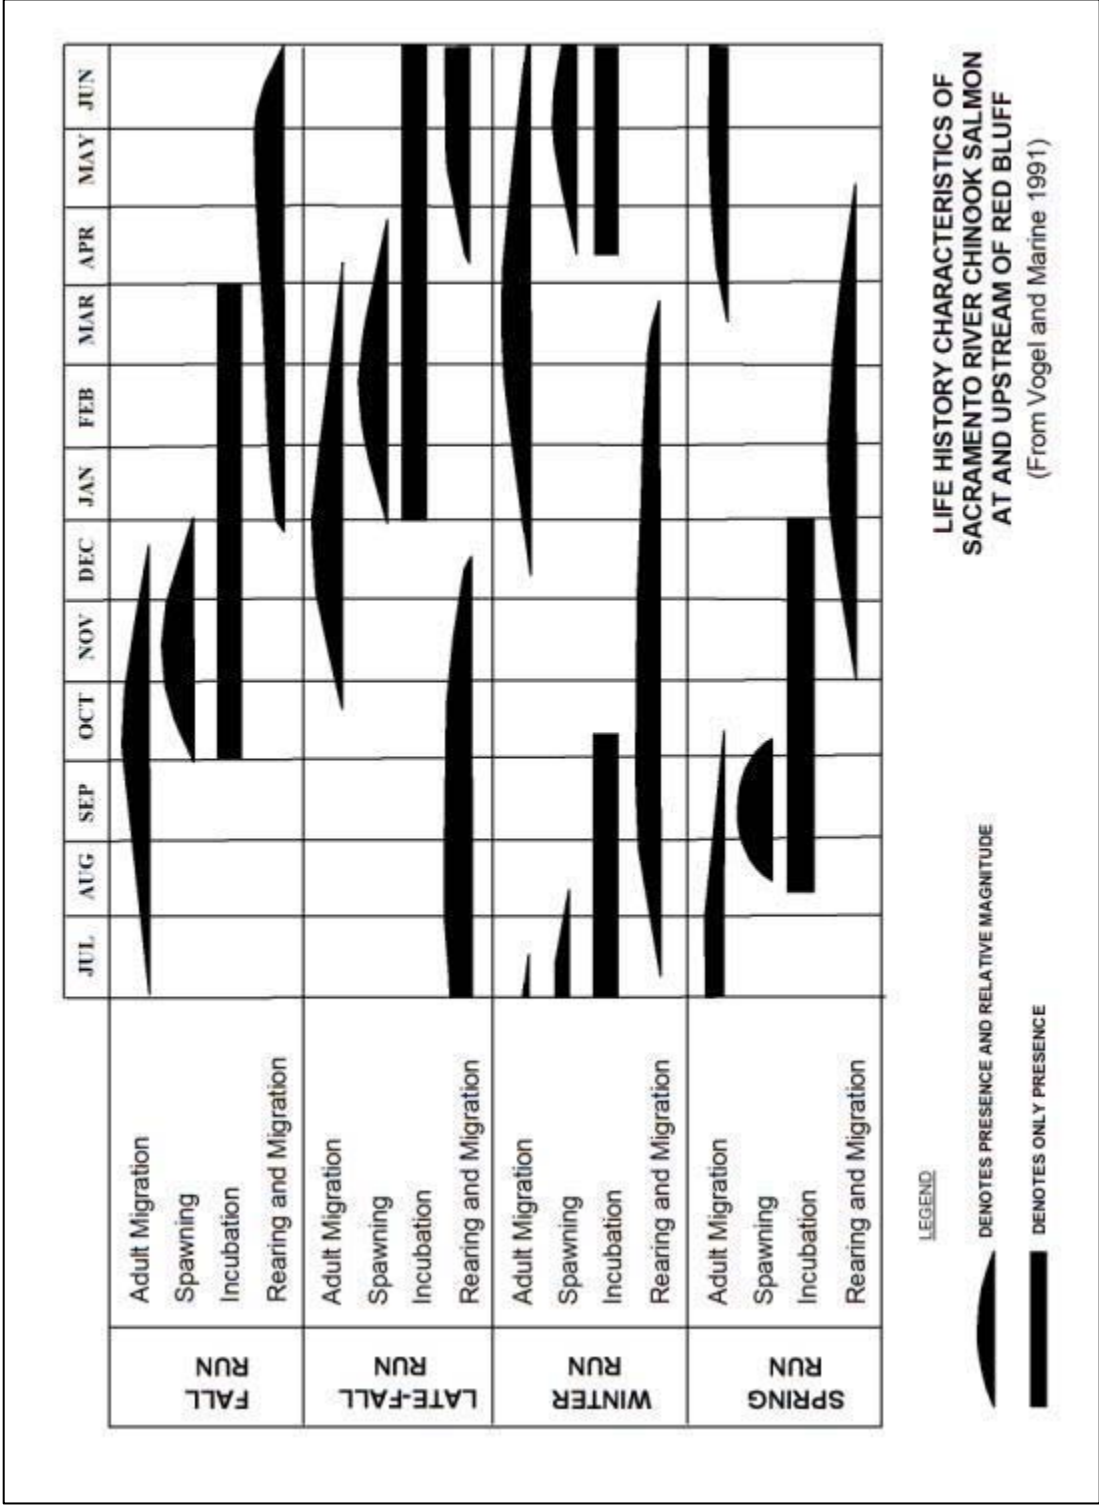 JUL AUG SEP OCT NOV DEC JAN FEB MAR APR MAY JUN
FALL
RUN
Adult Migration
Spawning
Incubation
Rearing and Migration
LATE-FALL
RUN
Adult Migration
Spawning
Incubation
Rearing and Migration
WINTER
RUN
Adult Migration
Spawning
Incubation
Rearing and Migration
SPRING
RUN
Adult Migration
Spawning
Incubation
Rearing and Migration
LEGEND
DENOTES PRESENCE AND RELATIVE MAGNITUDE
DENOTES ONLY PRESENCE
LIFE HISTORY CHARACTERISTICS OF
SACRAMENTO RIVER CHINOOK SALMON
AT AND UPSTREAM OF RED BLUFF
(From Vogel and Marine 1991)